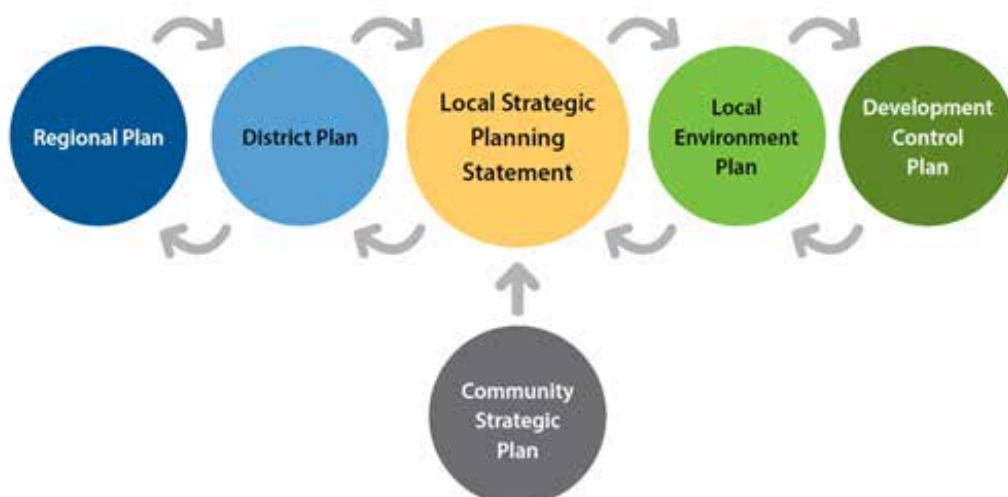 Regional Plan
District Plan
Local Strategic
Planning
Statement
Local
Environment
Plan
Development
Control
Plan
Community
Strategic
Plan